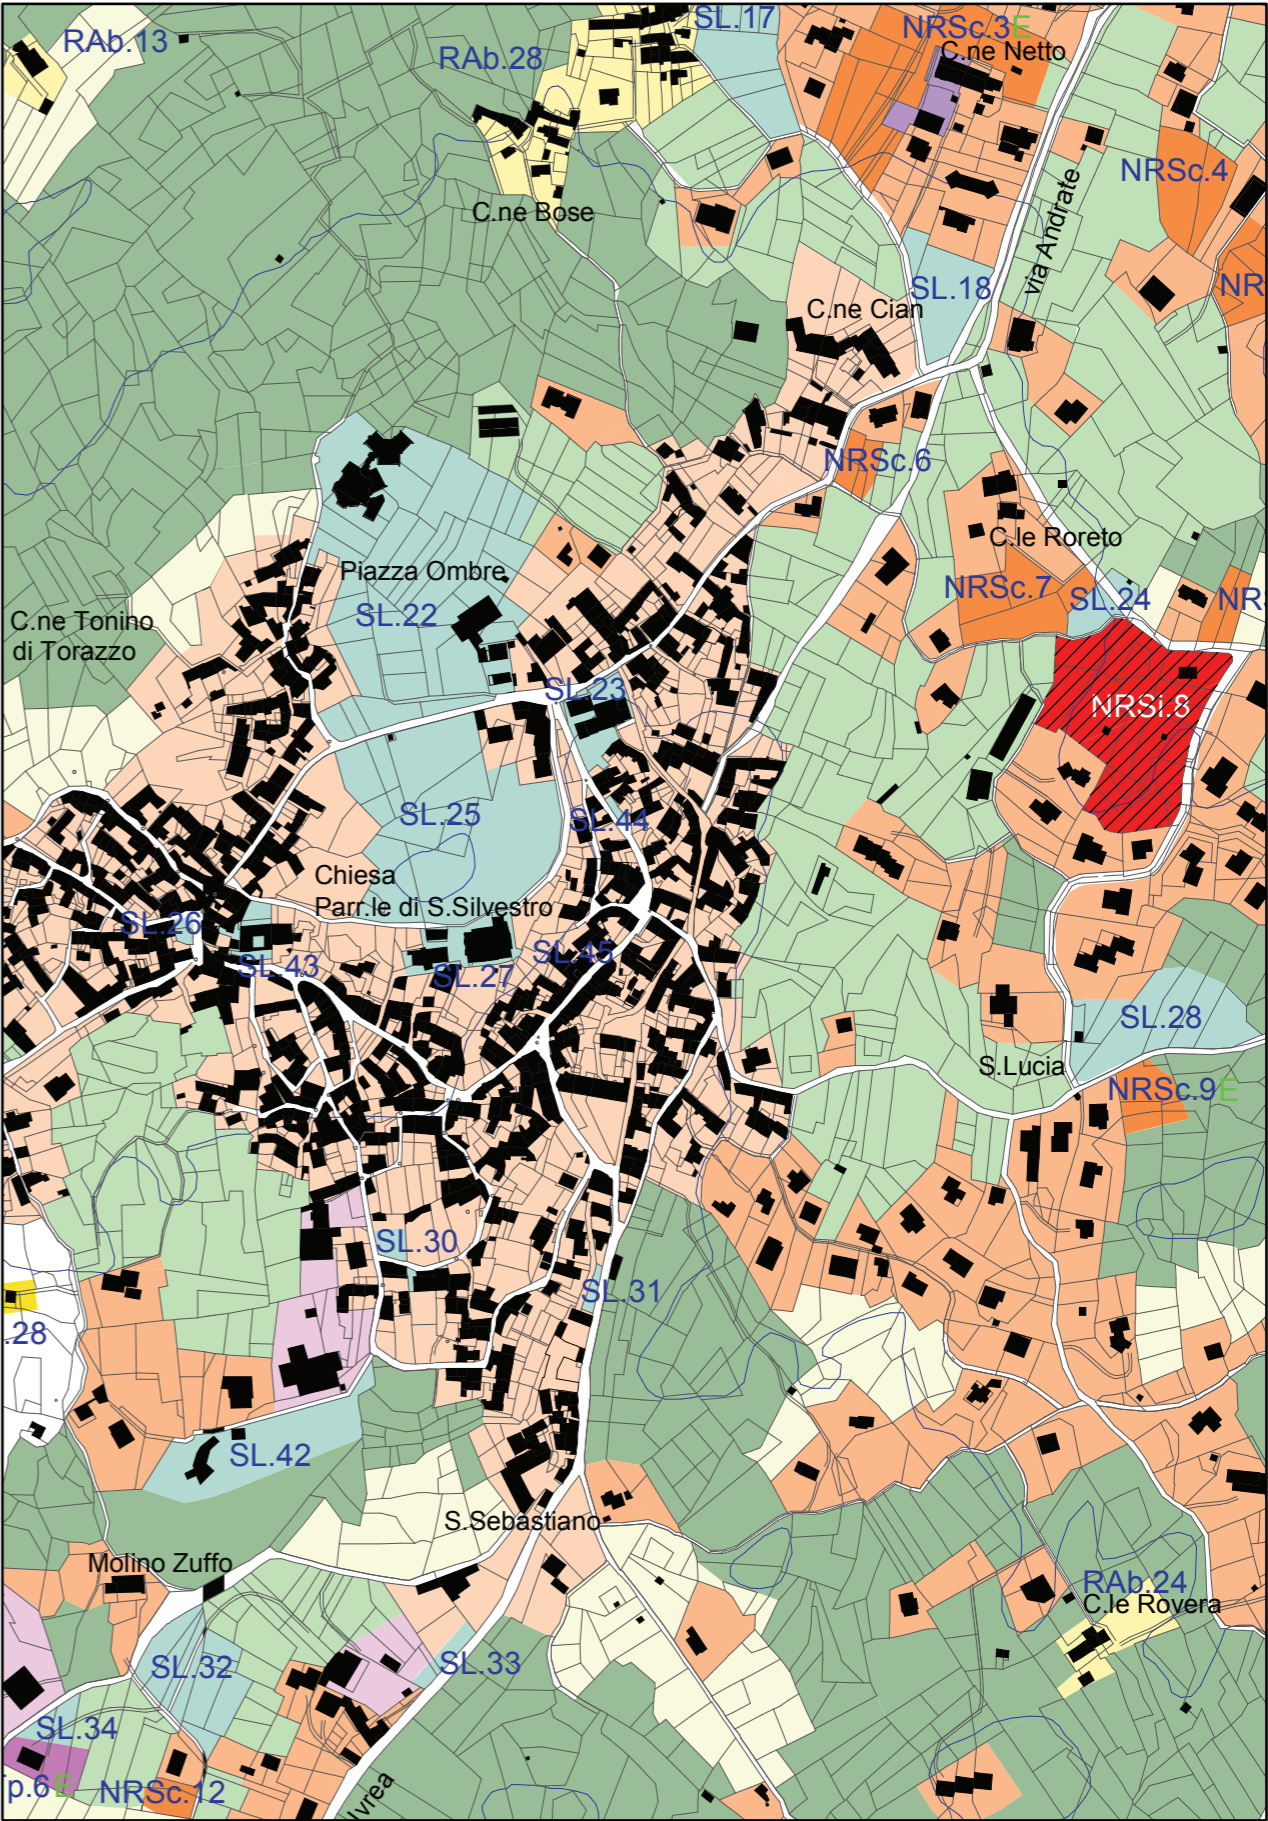 SL.17
NRSc.3E
RAb.13
C.ne Netto
RAb.28
NRSc.4
C.ne Bose
via Andrate
SL.18
NR
C.ne Cian
NRSc.6
C.le Roreto
Piazza Ombre
NRSc.7
SL.24
NR
SL.22
C.ne Tonino
di Torazzo
SL.23
NRSi.8
SL.25
SL.44
Chiesa
Parr.le di S.Silvestro
SL.26
SL.45
SL.43
SL.27
SL.28
S.Lucia
NRSc.9E
SL.30
SL.31
.28
SL.42
S.Sebastiano
Molino Zuffo
RAb.24
C.le Rovera
SL.32
SL.33
SL.34
p.6E
NRSc.12
Ivrea